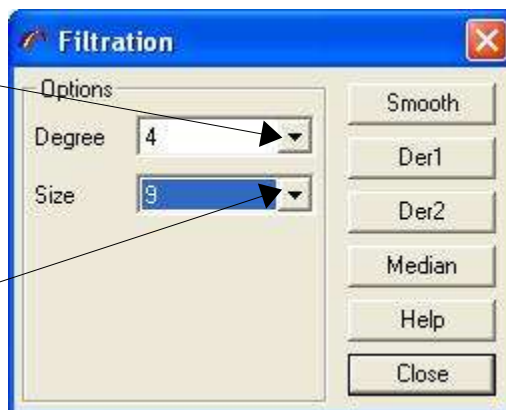 Filtration
Options
Degree 4
Size 9
Smooth
Der1
Der2
Median
Help
Close